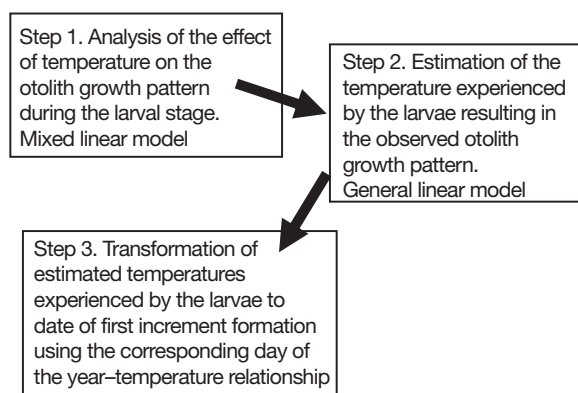 Step 1. Analysis of the effect
of temperature on the
otolith growth pattern
during the larval stage.
Mixed linear model
Step 2. Estimation of the
temperature experienced
by the larvae resulting in
the observed otolith
growth pattern.
General linear model
Step 3. Transformation of
estimated temperatures
experienced by the larvae to
date of first increment formation
using the corresponding day of
the year–temperature relationship